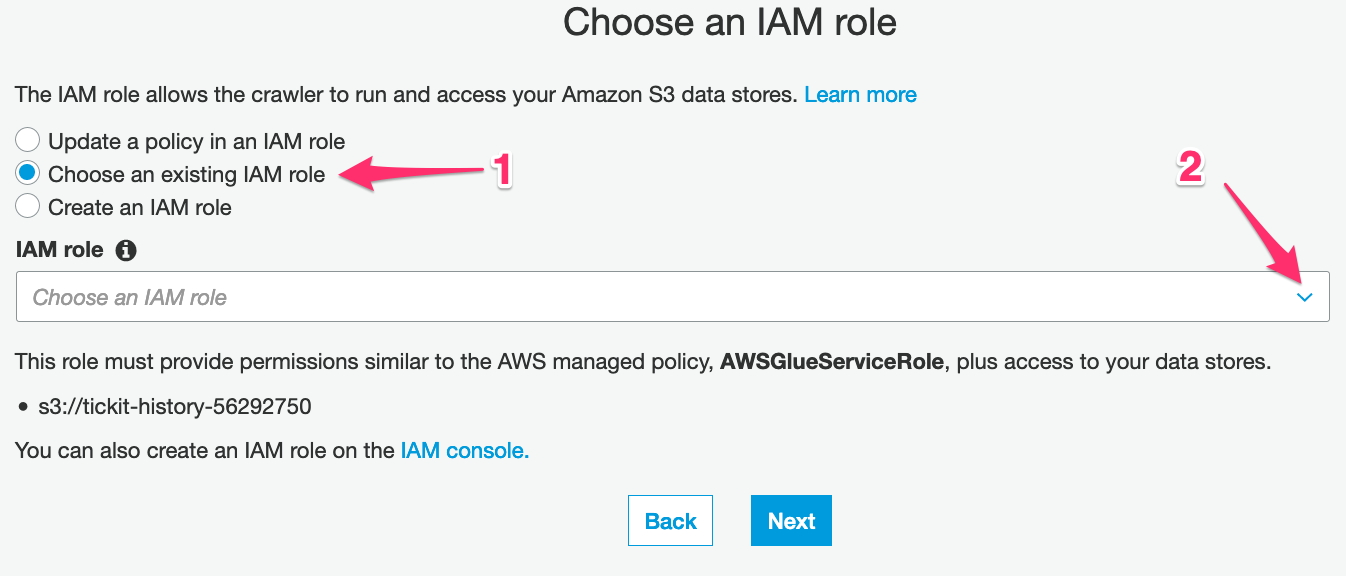 Choose an IAM role
The IAM role allows the crawler to run and access your Amazon S3 data stores. Learn more
Update a policy in an IAM role
Choose an existing IAM role
1
2
Create an IAM role
IAM role
Choose an IAM role
This role must provide permissions similar to the AWS managed policy, AWSGlueServiceRole, plus access to your data stores.
• s3://tickit-history-56292750
You can also create an IAM role on the IAM console.
Back
Next